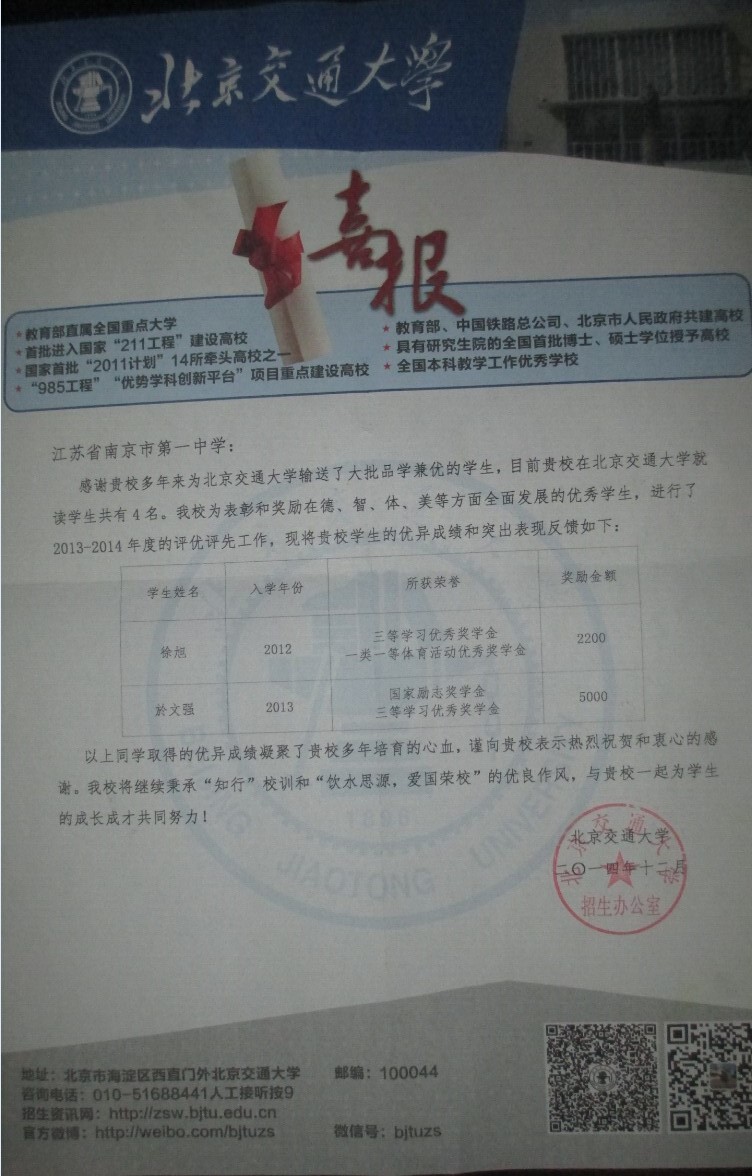 北京交通大學
喜报
★教育部直属全国重点大学
★首批进入国家“211工程”建设高校
★国家首批“2011计划”14所牵头高校之一
★“985工程”“优势学科创新平台”项目重点建设高校
★教育部、中国铁路总公司、北京市人民政府共建高校
★具有研究生院的全国首批博士、硕士学位授予高校
★全国本科教学工作优秀学校
江苏省南京市第一中学：
感谢贵校多年来为北京交通大学输送了大批品学兼优的学生，目前贵校在北京交通大学就
读学生共有4名。我校为表彰和奖励在德、智、体、美等方面全面发展的优秀学生，进行了
2013-2014年度的评优评先工作，现将贵校学生的优异成绩和突出表现反馈如下：
学生姓名 入学年份 所获荣誉 奖励金额
徐旭 2012 三等学习优秀奖学金 2200
一类一等体育活动优秀奖学金
於文强 2013 国家励志奖学金 5000
三等学习优秀奖学金
以上同学取得的优异成绩凝聚了贵校多年培育的心血，谨向贵校表示热烈祝贺和衷心的感
谢。我校将继续秉承“知行”校训和“饮水思源，爱国荣校”的优良作风，与贵校一起为学生
的成长成才共同努力！
1896
JIAOTONG UNIVER
北京交通大学
二〇一四年十二月
北京交通大学
招生办公室
地址：北京市海淀区西直门外北京交通大学 邮编：100044
咨询电话：010-51688441人工接听按9
招生资讯网：http://zsw.bjtu.edu.cn
官方微博：http://weibo.com/bjtuzs 微信号：bjtuzs